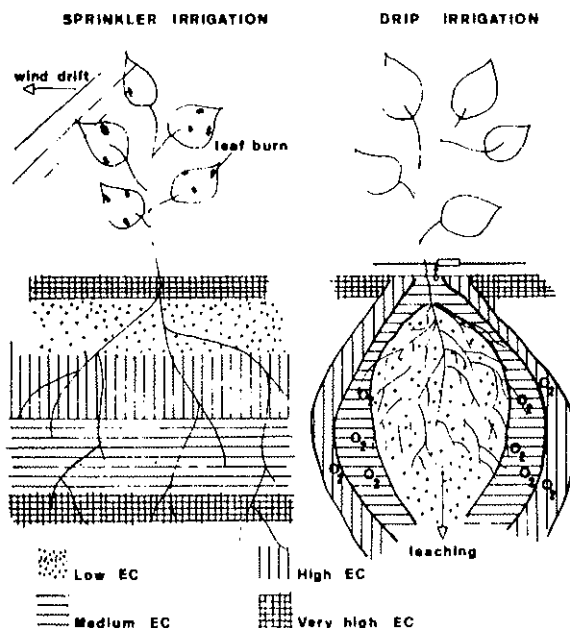 SPRINKLER IRRIGATION
DRIP IRRIGATION
wind drift
leaf burn
O2
O2
O2
O2
O2
O2
O2
O2
O2
leaching
Low EC
High EC
Medium EC
Very high EC